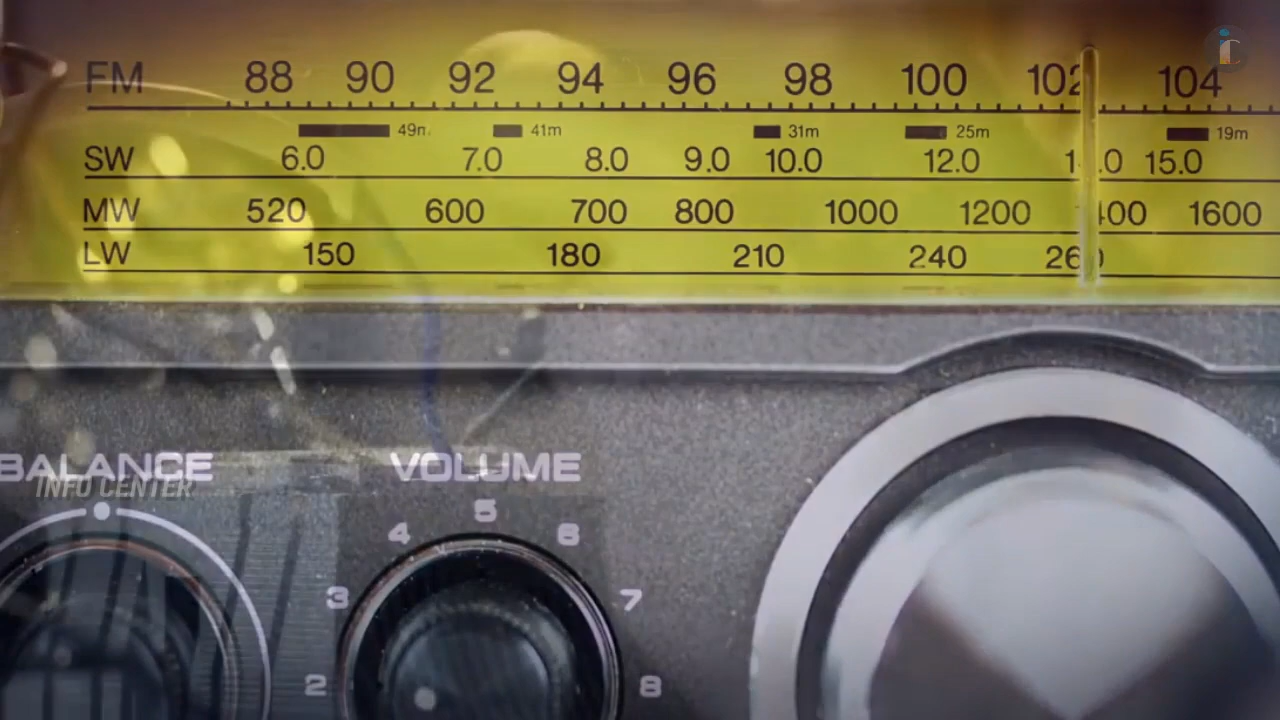 FM 88 90 92 94 96 98 100 102 104
41m 31m 25m 19m
SW 6.0 7.0 8.0 9.0 10.0 12.0 15.0
MW 520 600 700 800 1000 1200 1600
LW 150 180 210 240
BALANCE VOLUME
INFO CENTER
5
4 6
3 7
2 8